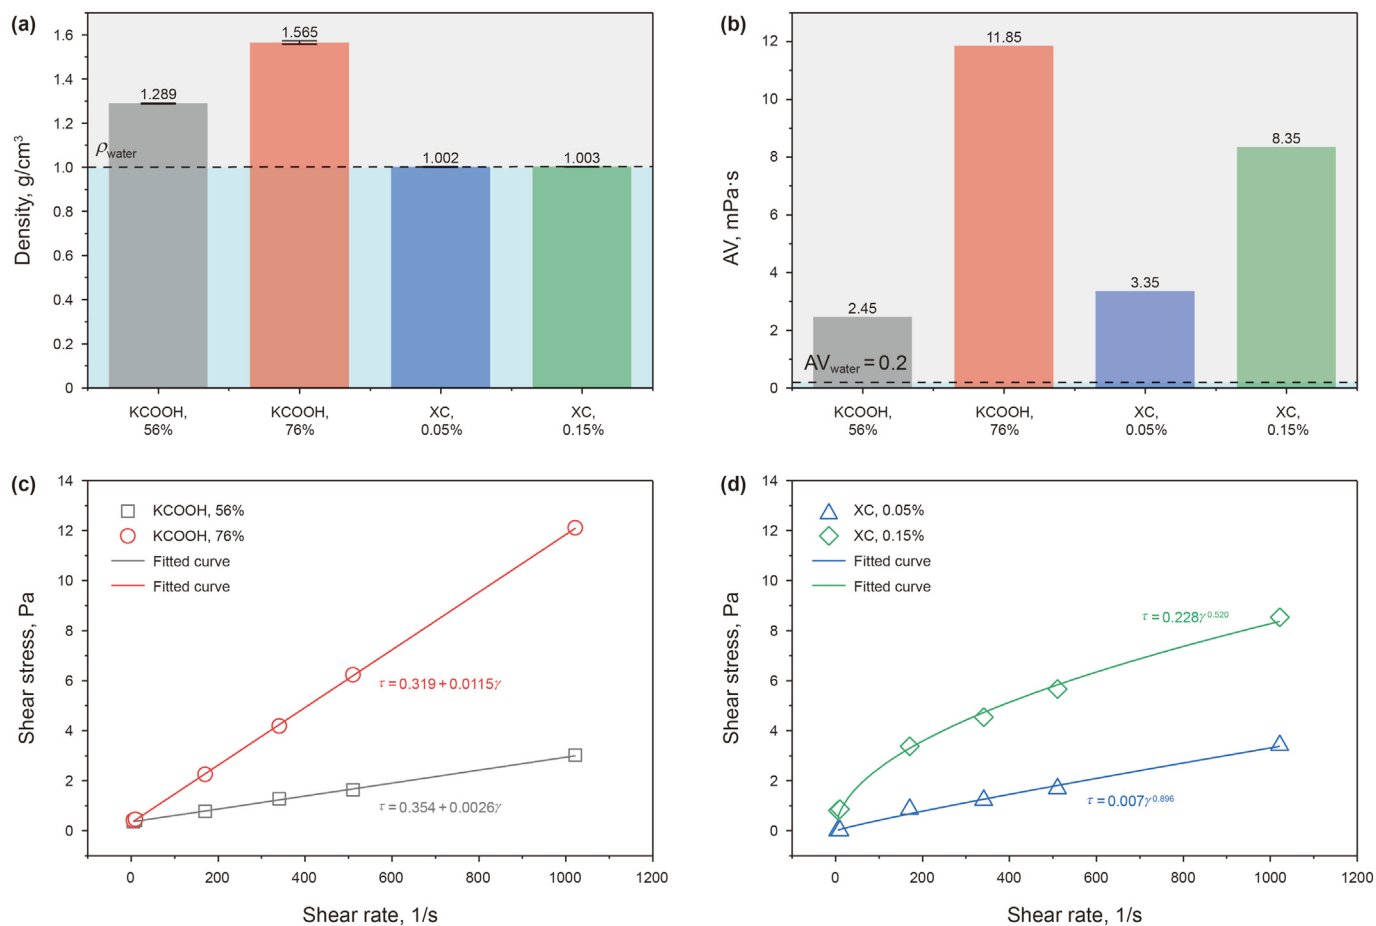 (a)
1.6
1.4
1.2
1.0
0.8
0.6
0.4
0.2
0
Density, g/cm³
1.289
1.565
1.002
1.003
ρwater
KCOOH,
56%
KCOOH,
76%
XC,
0.05%
XC,
0.15%
(b)
12
10
8
6
4
2
0
AV, mPa·s
2.45
11.85
3.35
8.35
AVwater = 0.2
KCOOH,
56%
KCOOH,
76%
XC,
0.05%
XC,
0.15%
(c)
14
12
10
8
6
4
2
0
Shear stress, Pa
KCOOH, 56%
KCOOH, 76%
Fitted curve
Fitted curve
τ = 0.319 + 0.0115γ
τ = 0.354 + 0.0026γ
0 200 400 600 800 1000 1200
Shear rate, 1/s
(d)
14
12
10
8
6
4
2
0
Shear stress, Pa
XC, 0.05%
XC, 0.15%
Fitted curve
Fitted curve
τ = 0.228γ^0.520
τ = 0.007γ^0.896
0 200 400 600 800 1000 1200
Shear rate, 1/s